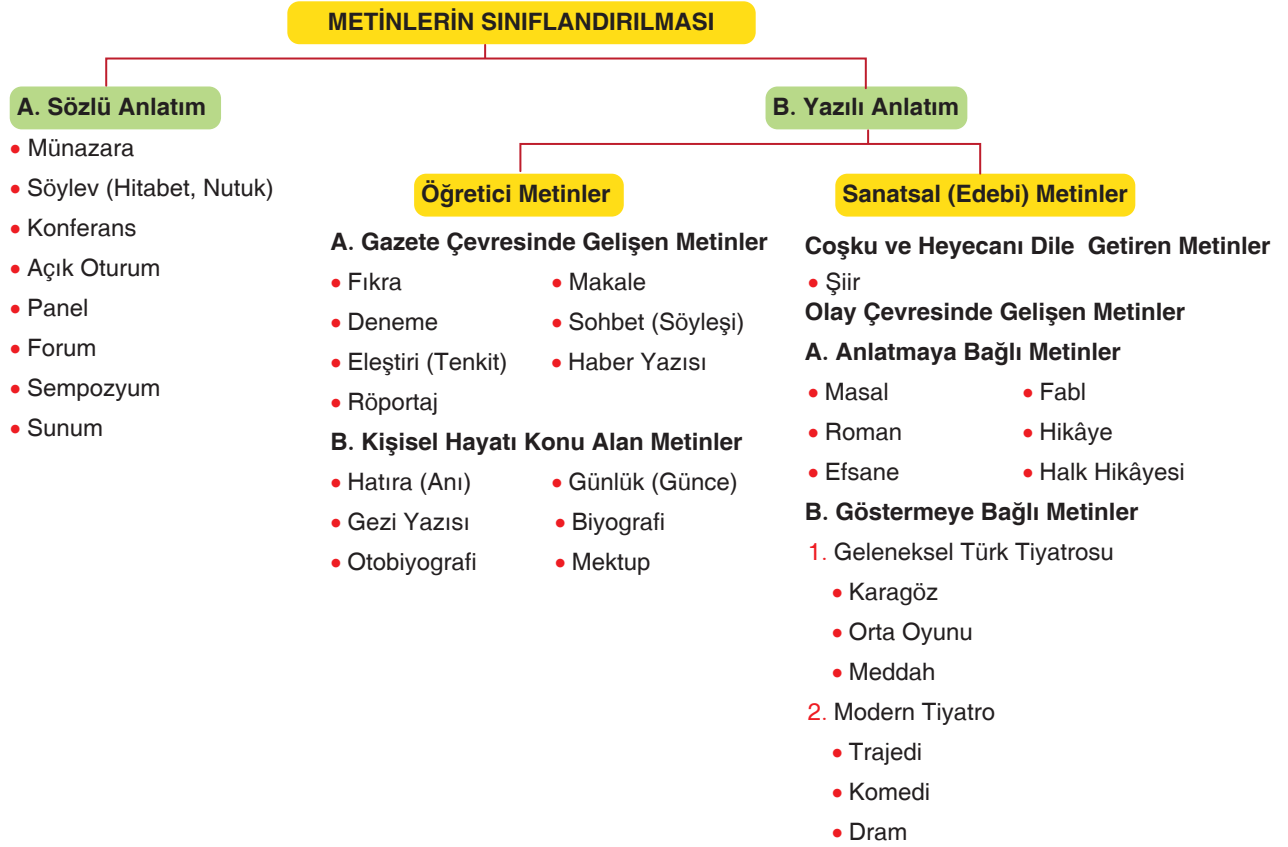 METİNLERİN SINIFLANDIRILMASI
A. Sözlü Anlatım
• Münazara
• Söylev (Hitabet, Nutuk)
• Konferans
• Açık Oturum
• Panel
• Forum
• Sempozyum
• Sunum
B. Yazılı Anlatım
Öğretici Metinler
A. Gazete Çevresinde Gelişen Metinler
• Fıkra • Makale
• Deneme • Sohbet (Söyleşi)
• Eleştiri (Tenkit) • Haber Yazısı
• Röportaj
B. Kişisel Hayatı Konu Alan Metinler
• Hatıra (Anı) • Günlük (Günce)
• Gezi Yazısı • Biyografi
• Otobiyografi • Mektup
Sanatsal (Edebi) Metinler
Coşku ve Heyecanı Dile Getiren Metinler
• Şiir
Olay Çevresinde Gelişen Metinler
A. Anlatmaya Bağlı Metinler
• Masal • Fabl
• Roman • Hikâye
• Efsane • Halk Hikâyesi
B. Göstermeye Bağlı Metinler
1. Geleneksel Türk Tiyatrosu
• Karagöz
• Orta Oyunu
• Meddah
2. Modern Tiyatro
• Trajedi
• Komedi
• Dram